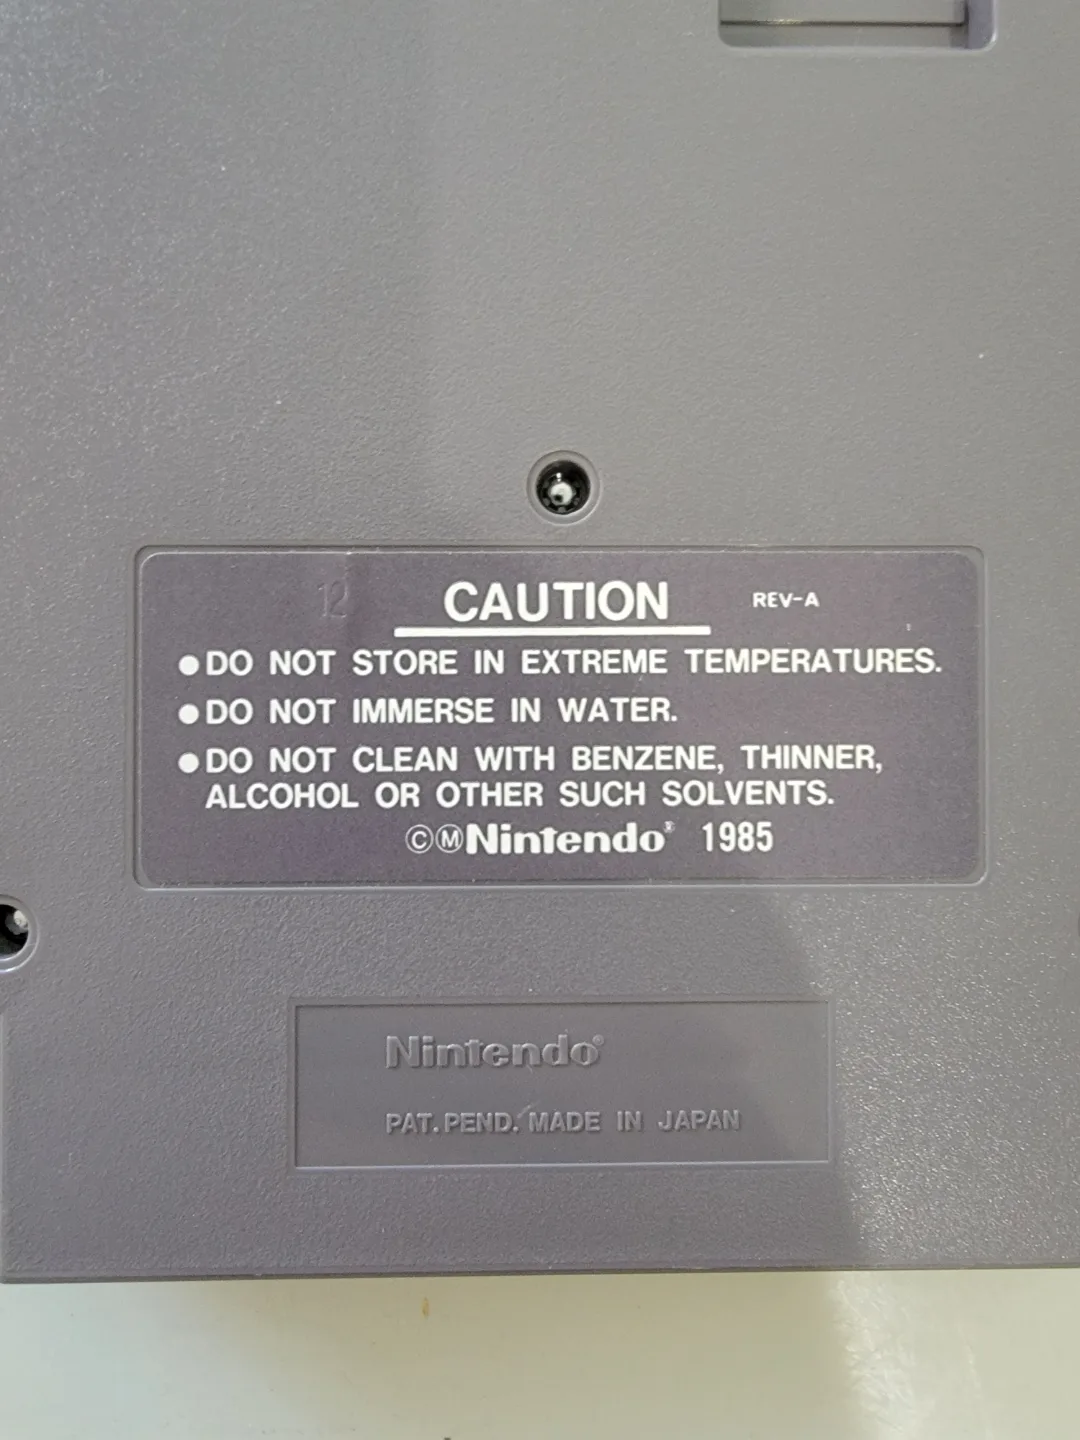 12
CAUTION REV-A
●DO NOT STORE IN EXTREME TEMPERATURES.
●DO NOT IMMERSE IN WATER.
●DO NOT CLEAN WITH BENZENE, THINNER,
ALCOHOL OR OTHER SUCH SOLVENTS.
©ⓂNintendo® 1985
Nintendo®
PAT. PEND. MADE IN JAPAN